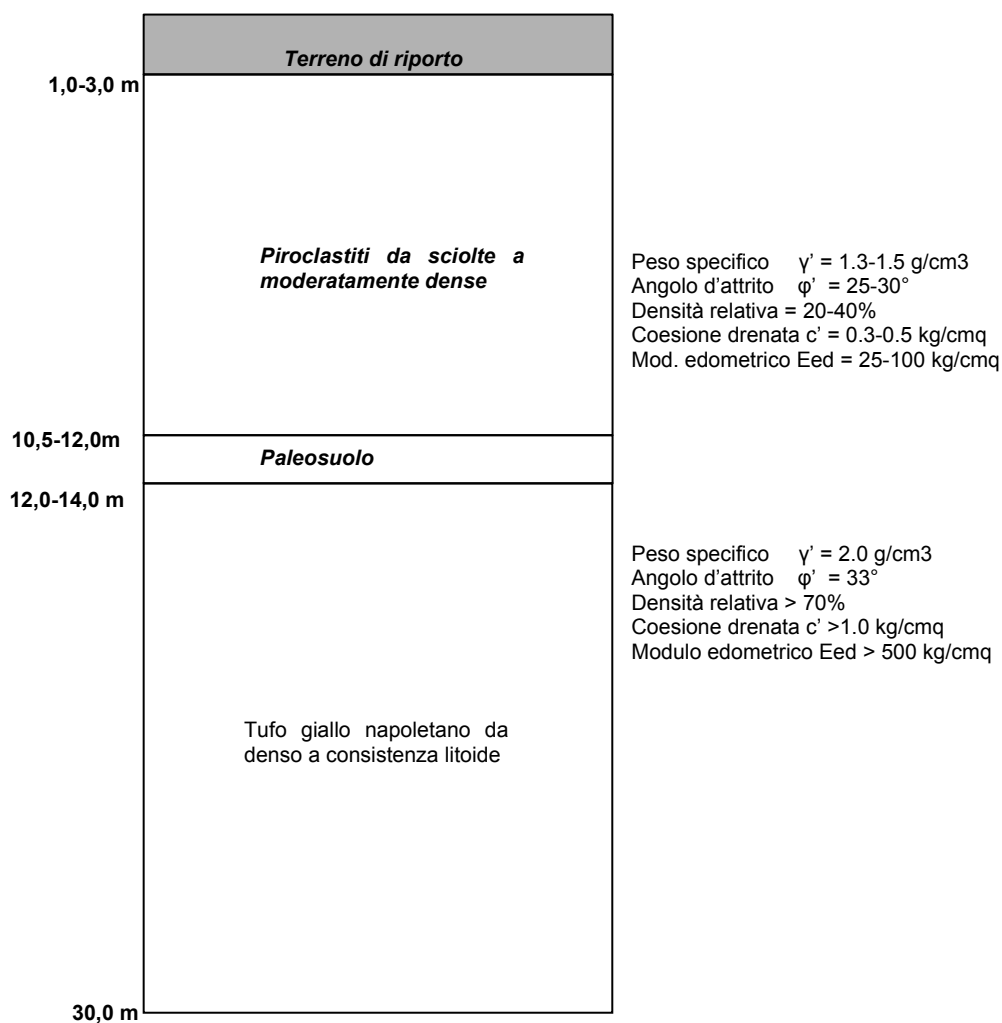 Terreno di riporto
1,0-3,0 m
Piroclastiti da sciolte a
moderatamente dense
Peso specifico γ' = 1.3-1.5 g/cm3
Angolo d'attrito φ' = 25-30°
Densità relativa = 20-40%
Coesione drenata c' = 0.3-0.5 kg/cmq
Mod. edometrico Eed = 25-100 kg/cmq
10,5-12,0m
Paleosuolo
12,0-14,0 m
Peso specifico γ' = 2.0 g/cm3
Angolo d'attrito φ' = 33°
Densità relativa > 70%
Coesione drenata c' >1.0 kg/cmq
Modulo edometrico Eed > 500 kg/cmq
Tufo giallo napoletano da
denso a consistenza litoide
30,0 m